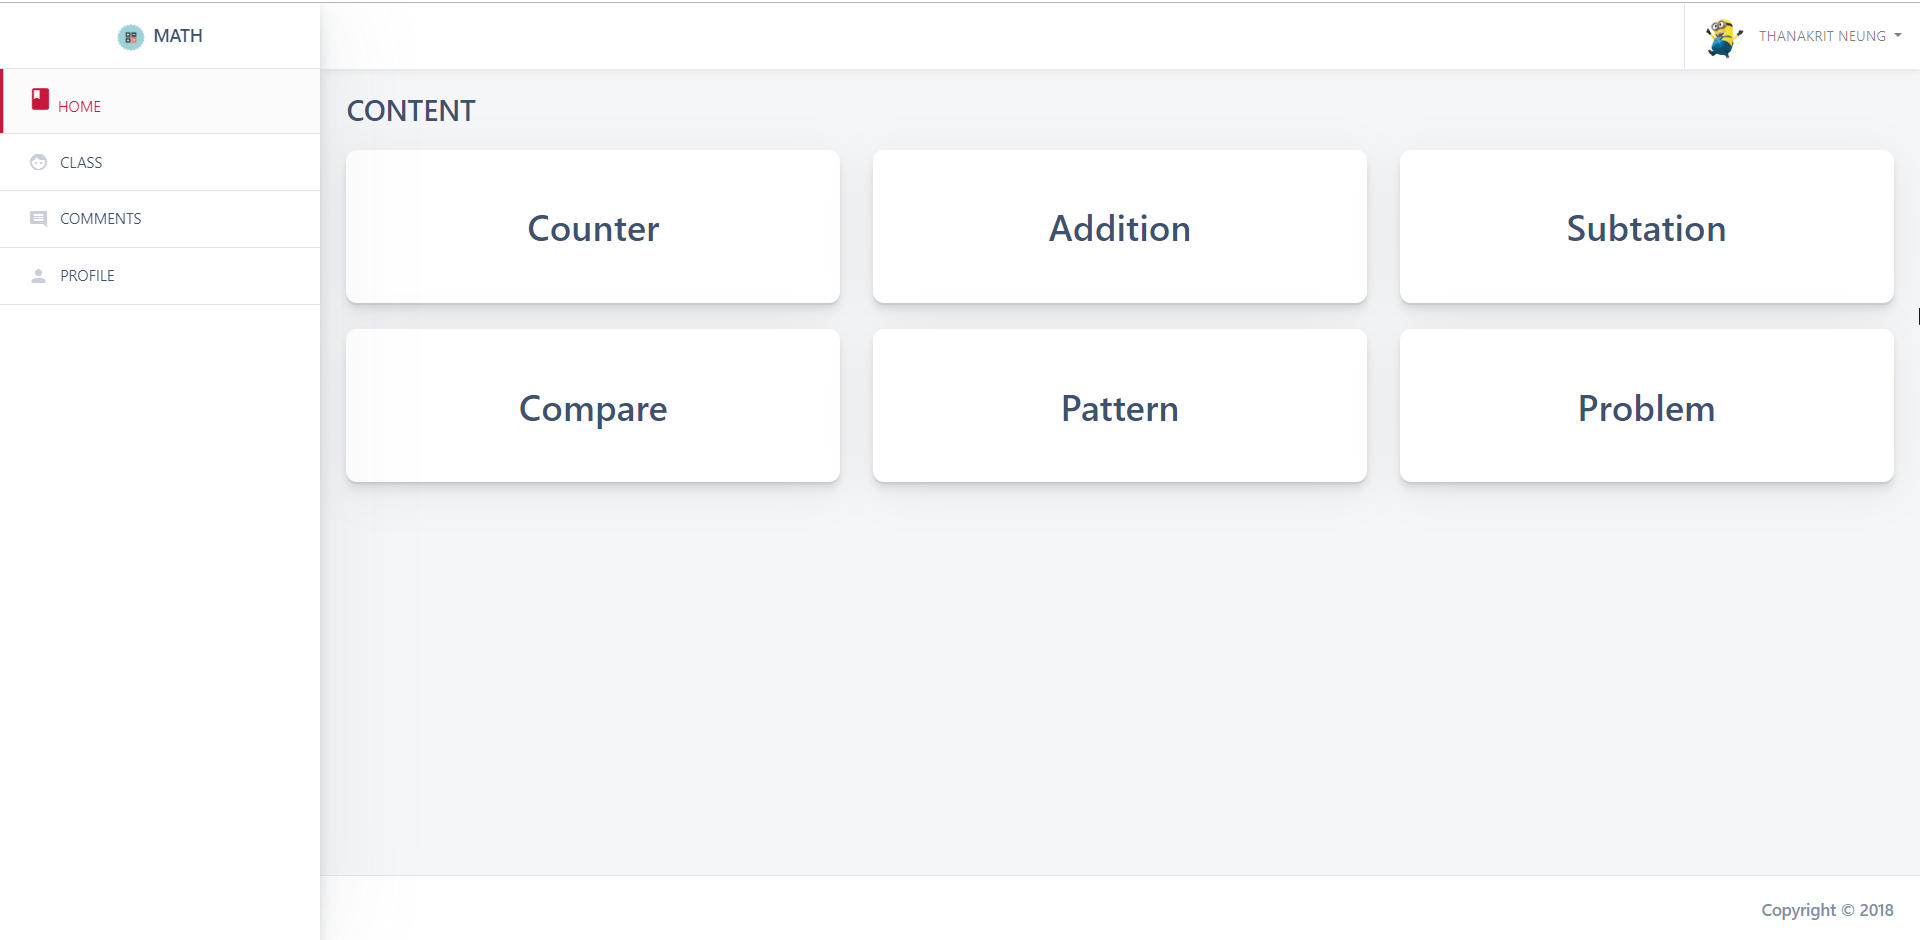 MATH
THANAKRIT NEUNG
HOME
CLASS
COMMENTS
PROFILE
CONTENT
Counter
Addition
Subtation
Compare
Pattern
Problem
Copyright © 2018